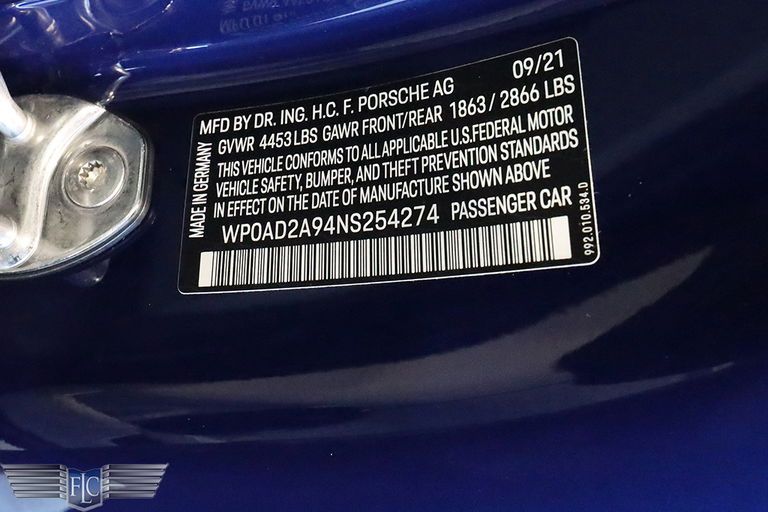 MFD BY DR. ING. H.C. F. PORSCHE AG 09/21
GVWR 4453 LBS GAWR FRONT/REAR 1863 / 2866 LBS
THIS VEHICLE CONFORMS TO ALL APPLICABLE U.S.FEDERAL MOTOR
VEHICLE SAFETY, BUMPER, AND THEFT PREVENTION STANDARDS
IN EFFECT ON THE DATE OF MANUFACTURE SHOWN ABOVE
WP0AD2A94NS254274 PASSENGER CAR
MADE IN GERMANY
992.010.534.D
FLC